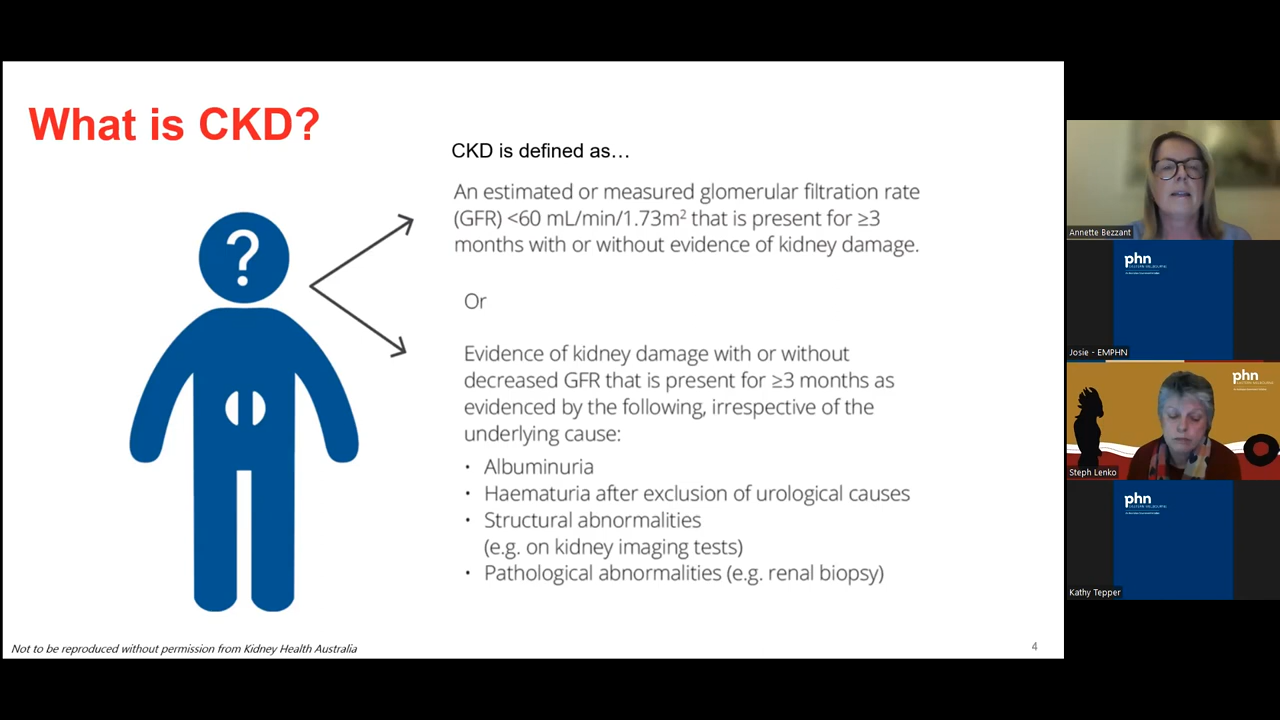 What is CKD?
CKD is defined as…
An estimated or measured glomerular filtration rate
(GFR) <60 mL/min/1.73m² that is present for ≥3
months with or without evidence of kidney damage.
Or
Evidence of kidney damage with or without
decreased GFR that is present for ≥3 months as
evidenced by the following, irrespective of the
underlying cause:
• Albuminuria
• Haematuria after exclusion of urological causes
• Structural abnormalities
(e.g. on kidney imaging tests)
• Pathological abnormalities (e.g. renal biopsy)
?
Not to be reproduced without permission from Kidney Health Australia
4
Annette Bezzant
phn
Josie - EMPHN
phn
Steph Lenko
phn
Kathy Tepper